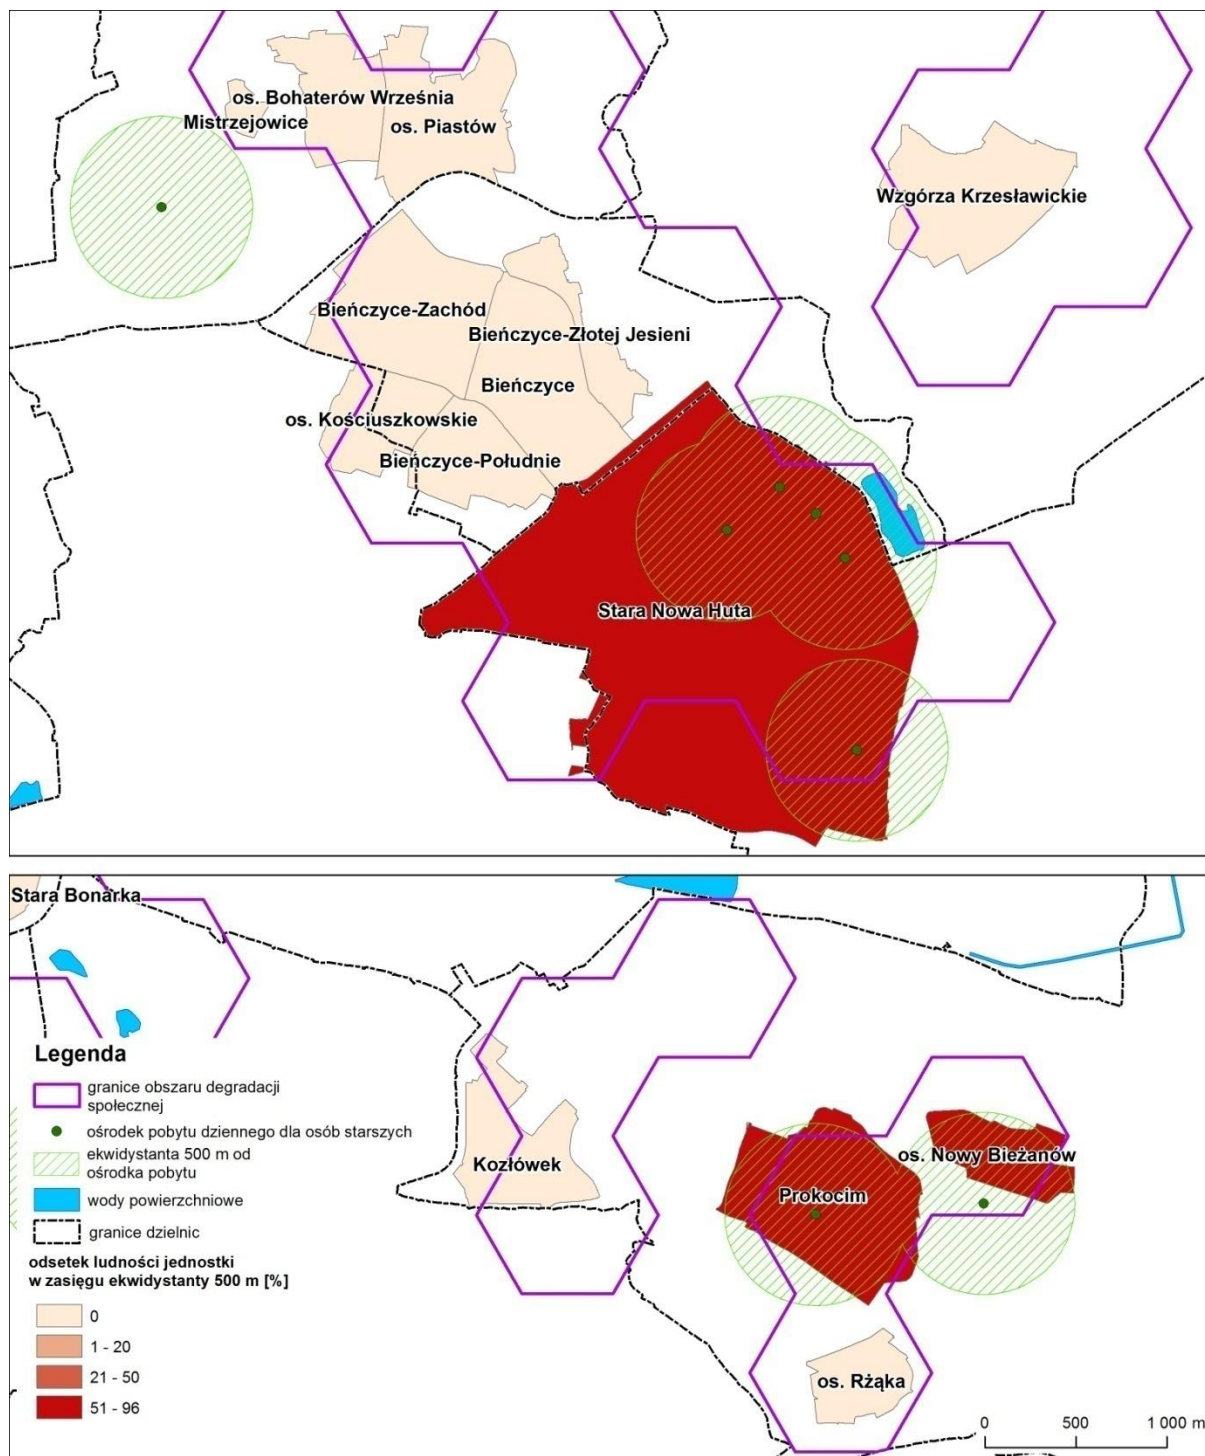 os. Bohaterów Września
Mistrzejowice
os. Piastów
Wzgórza Krzesławickie
Bieńczyce-Zachód
Bieńczyce-Złotej Jesieni
Bieńczyce
os. Kościuszkowskie
Bieńczyce-Południe
Stara Nowa Huta
Stara Bonarka
Kozłówek
os. Nowy Bieżanów
Prokocim
os. Rżąka
Legenda
granice obszaru degradacji
społecznej
ośrodek pobytu dziennego dla osób starszych
ekwidystanta 500 m od
ośrodka pobytu
wody powierzchniowe
granice dzielnic
odsetek ludności jednostki
w zasięgu ekwidystanty 500 m [%]
0
1 - 20
21 - 50
51 - 96
0 500 1 000 m